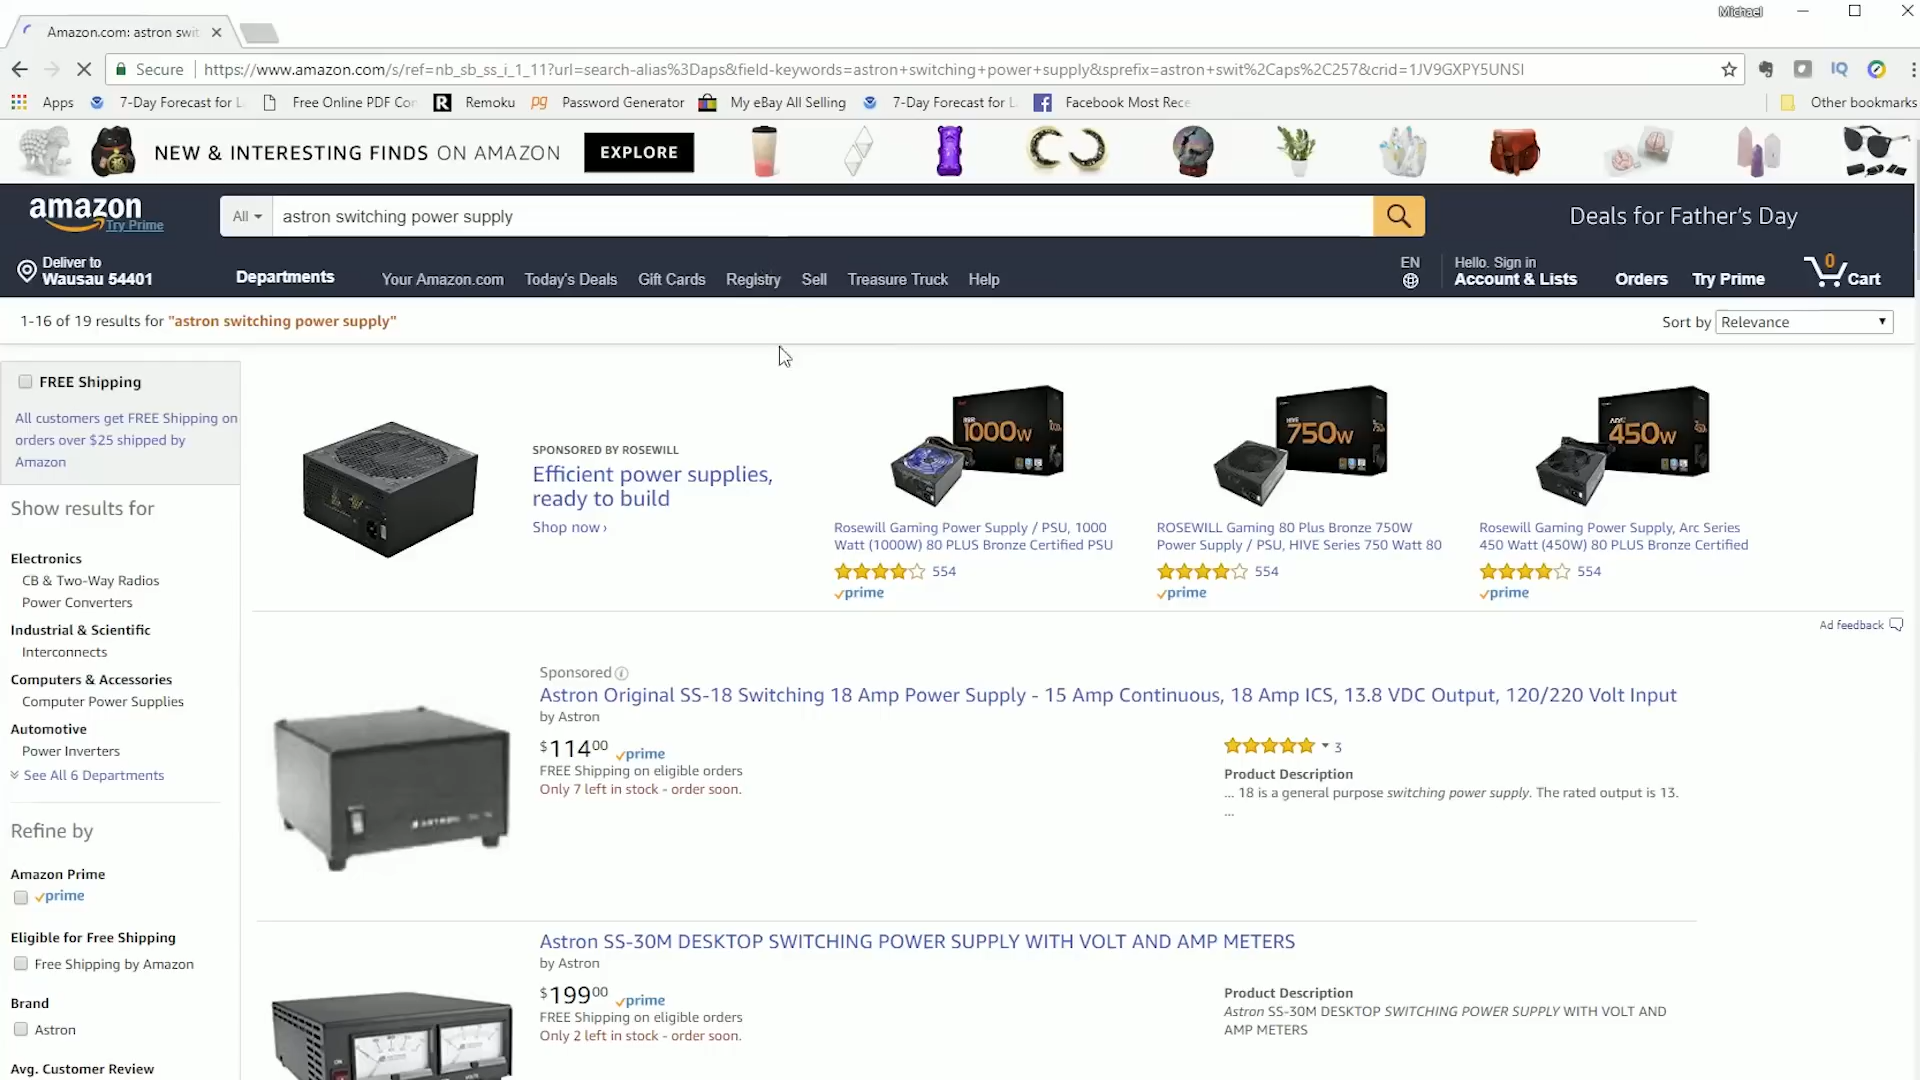 Michael
Amazon.com: astron swit
Secure
https://www.amazon.com/s/ref=nb_sb_ss_i_1_11?url=search-alias%3Daps&field-keywords=astron+switching+power+supply&sprefix=astron+swit%2Caps%2C257&crid=1JV9GXPY5UNSI
IQ
Apps 7-Day Forecast for L Free Online PDF Con R Remoku pg Password Generator My eBay All Selling 7-Day Forecast for L Facebook Most Rece Other bookmarks
NEW & INTERESTING FINDS ON AMAZON EXPLORE
amazon
Try Prime
All
astron switching power supply
Deals for Father's Day
Deliver to
Wausau 54401
Departments
Your Amazon.com Today's Deals Gift Cards Registry Sell Treasure Truck Help
EN
Hello. Sign in
Account & Lists
Orders Try Prime
0
Cart
1-16 of 19 results for "astron switching power supply"
Sort by Relevance
FREE Shipping
All customers get FREE Shipping on
orders over $25 shipped by
Amazon
Show results for
Electronics
CB & Two-Way Radios
Power Converters
Industrial & Scientific
Interconnects
Computers & Accessories
Computer Power Supplies
Automotive
Power Inverters
See All 6 Departments
Refine by
Amazon Prime
prime
Eligible for Free Shipping
Free Shipping by Amazon
Brand
Astron
Avg. Customer Review
SPONSORED BY ROSEWILL
Efficient power supplies,
ready to build
Shop now ›
1000W
Rosewill Gaming Power Supply / PSU, 1000
Watt (1000W) 80 PLUS Bronze Certified PSU
554
prime
HIVE
750W
ROSEWILL Gaming 80 Plus Bronze 750W
Power Supply / PSU, HIVE Series 750 Watt 80
554
prime
450W
Rosewill Gaming Power Supply, Arc Series
450 Watt (450W) 80 PLUS Bronze Certified
554
prime
Ad feedback
Sponsored
Astron Original SS-18 Switching 18 Amp Power Supply - 15 Amp Continuous, 18 Amp ICS, 13.8 VDC Output, 120/220 Volt Input
by Astron
$114 00 prime
FREE Shipping on eligible orders
Only 7 left in stock - order soon.
3
Product Description
... 18 is a general purpose switching power supply. The rated output is 13.
...
ASTRON
Astron SS-30M DESKTOP SWITCHING POWER SUPPLY WITH VOLT AND AMP METERS
by Astron
$199 00 prime
FREE Shipping on eligible orders
Only 2 left in stock - order soon.
Product Description
Astron SS-30M DESKTOP SWITCHING POWER SUPPLY WITH VOLT AND
AMP METERS